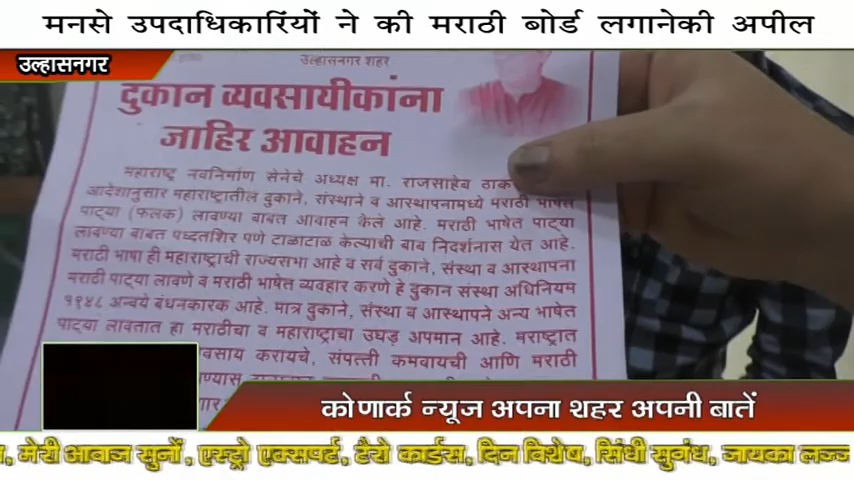 मनसे उपदाधिकारिंयों ने की मराठी बोर्ड लगानेकी अपील
उल्हासनगर
उल्हासनगर शहर
दुकान व्यवसायीकांना
जाहिर आवाहन
महाराष्ट्र नवनिर्माण सेनेचे अध्यक्ष मा. राजसाहेब ठाकरे
आदेशानुसार महाराष्ट्रातील दुकाने, संस्थाने व आस्थापनामध्ये मराठी भाषेत
पाट्या (फलक) लावण्या बाबत आवाहन केले आहे. मराठी भाषेत पाट्या
लावण्या बाबत पध्दतशिर पणे टाळाटाळ केल्याची बाब निदर्शनास येत आहे.
मराठी भाषा ही महाराष्ट्राची राज्यसभा आहे व सर्व दुकाने, संस्था व आस्थापना
मराठी पाट्या लावणे व मराठी भाषेत व्यवहार करणे हे दुकान संस्था अधिनियम
१९४८ अन्वये बंधनकारक आहे. मात्र दुकाने, संस्था व आस्थापने अन्य भाषेत
पाट्या लावतात हा मराठीचा व महाराष्ट्राचा उघड अपमान आहे.
वसाय करायचे, संपत्ती कमवायची आणि मराठी
कोणार्क न्यूज अपना शहर अपनी बातें
, मेरी आवाज सुनों, एस्ट्रो एक्सपर्ट, टैरो कार्डस, दिन विशेष, सिंधी सुगंध, जायका लज्ज